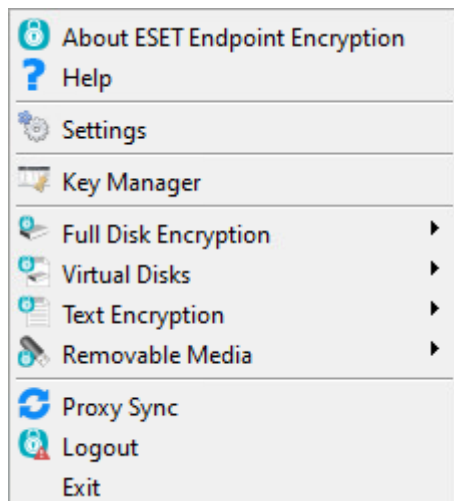 About ESET Endpoint Encryption
Help
Settings
Key Manager
Full Disk Encryption
Virtual Disks
Text Encryption
Removable Media
Proxy Sync
Logout
Exit